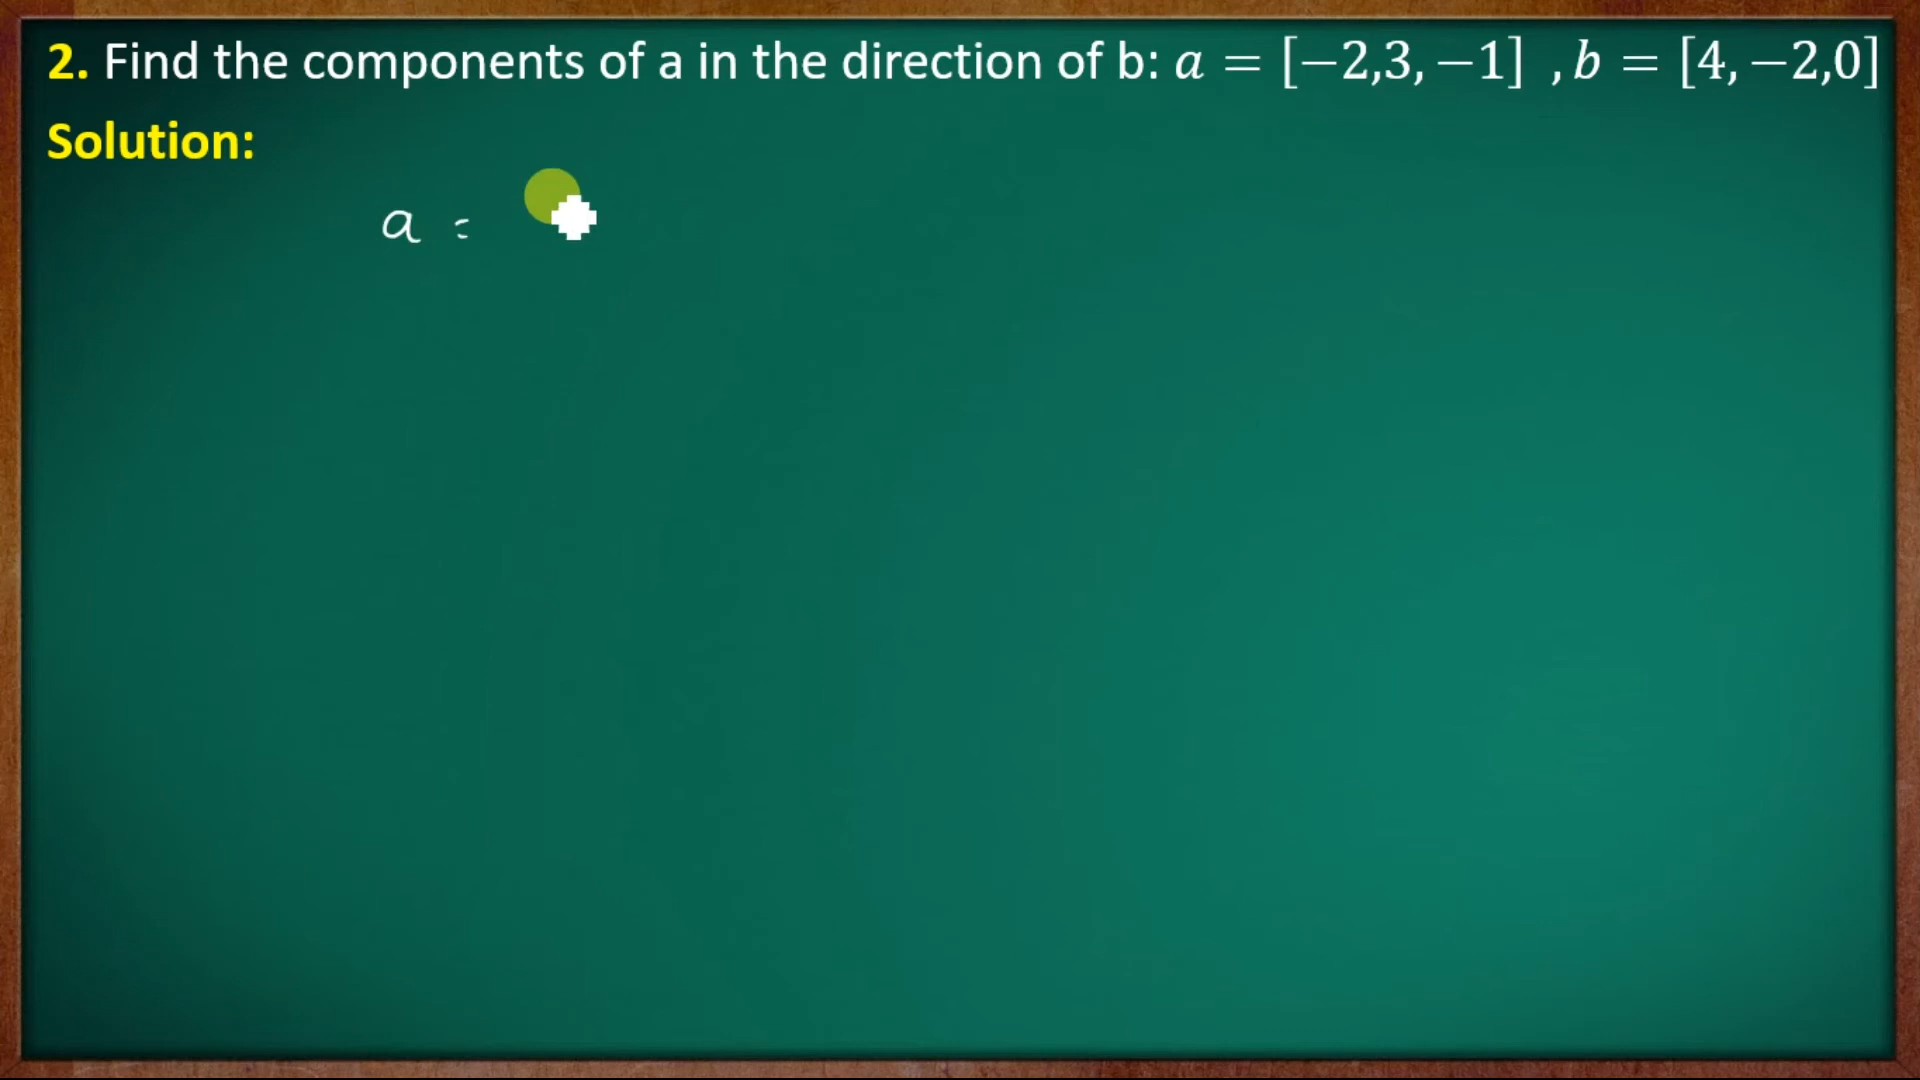 2. Find the components of a in the direction of b: a = [−2,3, −1] , b = [4, −2,0]
Solution:
a =